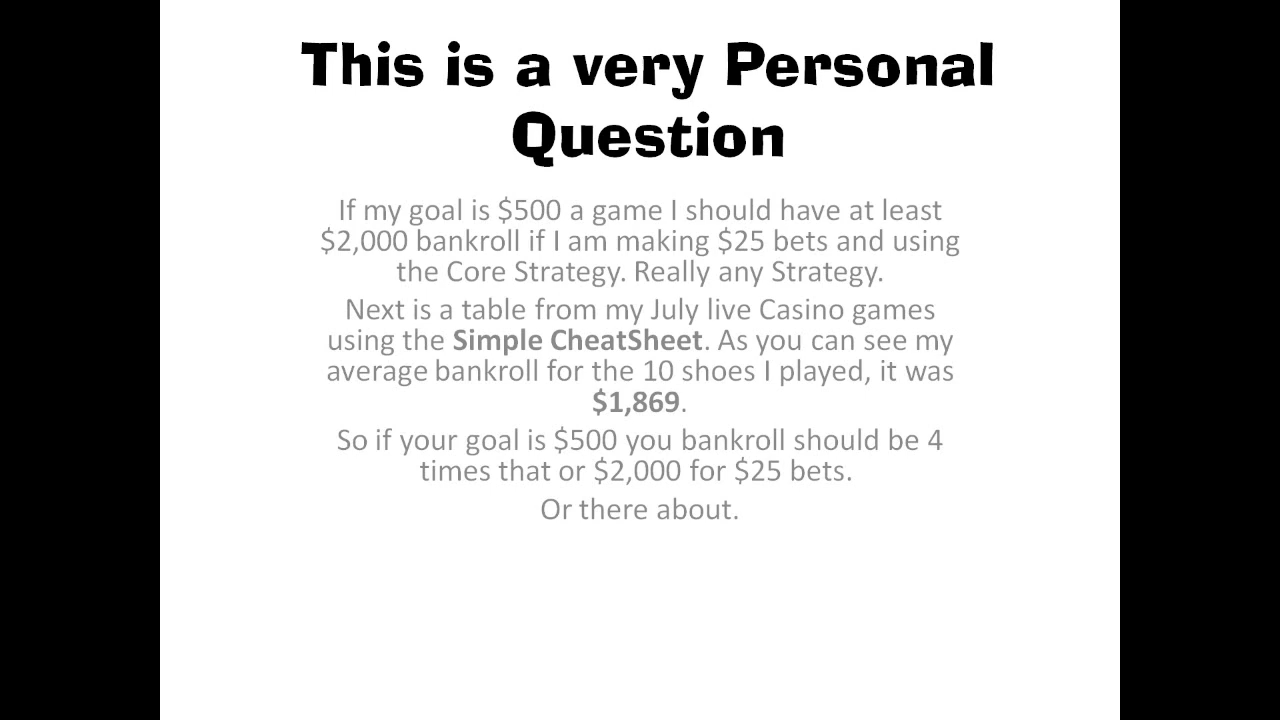 This is a very Personal
Question
If my goal is $500 a game I should have at least
$2,000 bankroll if I am making $25 bets and using
the Core Strategy. Really any Strategy.
Next is a table from my July live Casino games
using the Simple CheatSheet. As you can see my
average bankroll for the 10 shoes I played, it was
$1,869.
So if your goal is $500 you bankroll should be 4
times that or $2,000 for $25 bets.
Or there about.